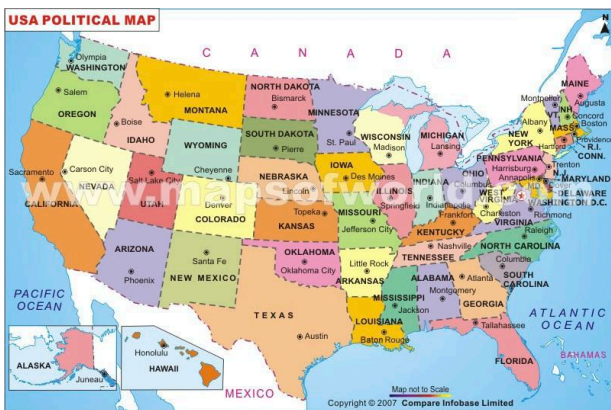 USA POLITICAL MAP
N
C A N A D A
Olympia
WASHINGTON
Salem
OREGON
Helena
MONTANA
Boise
IDAHO
NORTH DAKOTA
Bismarck
SOUTH DAKOTA
Pierre
MINNESOTA
St. Paul
WISCONSIN
Madison
MICHIGAN
Lansing
MAINE
Augusta
Montpelier
VT.
NH.
Concord
Boston
MASS.
Albany
NEW
YORK
Providence
R.I.
Hartford
CONN.
WYOMING
Cheyenne
NEBRASKA
Lincoln
IOWA
Des Moines
ILLINOIS
Springfield
INDIANA
Indianapolis
OHIO
Columbus
PENNSYLVANIA
Harrisburg
Trenton
N.J.
Annapolis
MARYLAND
MD.
Dover
DELAWARE
WASHINGTON D.C.
WEST
VIRGINIA
Charleston
VIRGINIA
Richmond
Sacramento
CALIFORNIA
Carson City
NEVADA
Salt Lake City
UTAH
Denver
COLORADO
Topeka
KANSAS
MISSOURI
Jefferson City
Frankfort
KENTUCKY
www.mapsofwo
Raleigh
NORTH CAROLINA
Nashville
TENNESSEE
Columbia
SOUTH
CAROLINA
ARIZONA
Phoenix
Santa Fe
NEW MEXICO
OKLAHOMA
Oklahoma City
Little Rock
ARKANSAS
MISSISSIPPI
Jackson
ALABAMA
Montgomery
Atlanta
GEORGIA
TEXAS
Austin
LOUISIANA
Baton Rouge
Tallahassee
FLORIDA
PACIFIC
OCEAN
ATLANTIC
OCEAN
BAHAMAS
MEXICO
ALASKA
Juneau
Honolulu
HAWAII
Map not to Scale
Copyright © 2007 Compare Infobase Limited